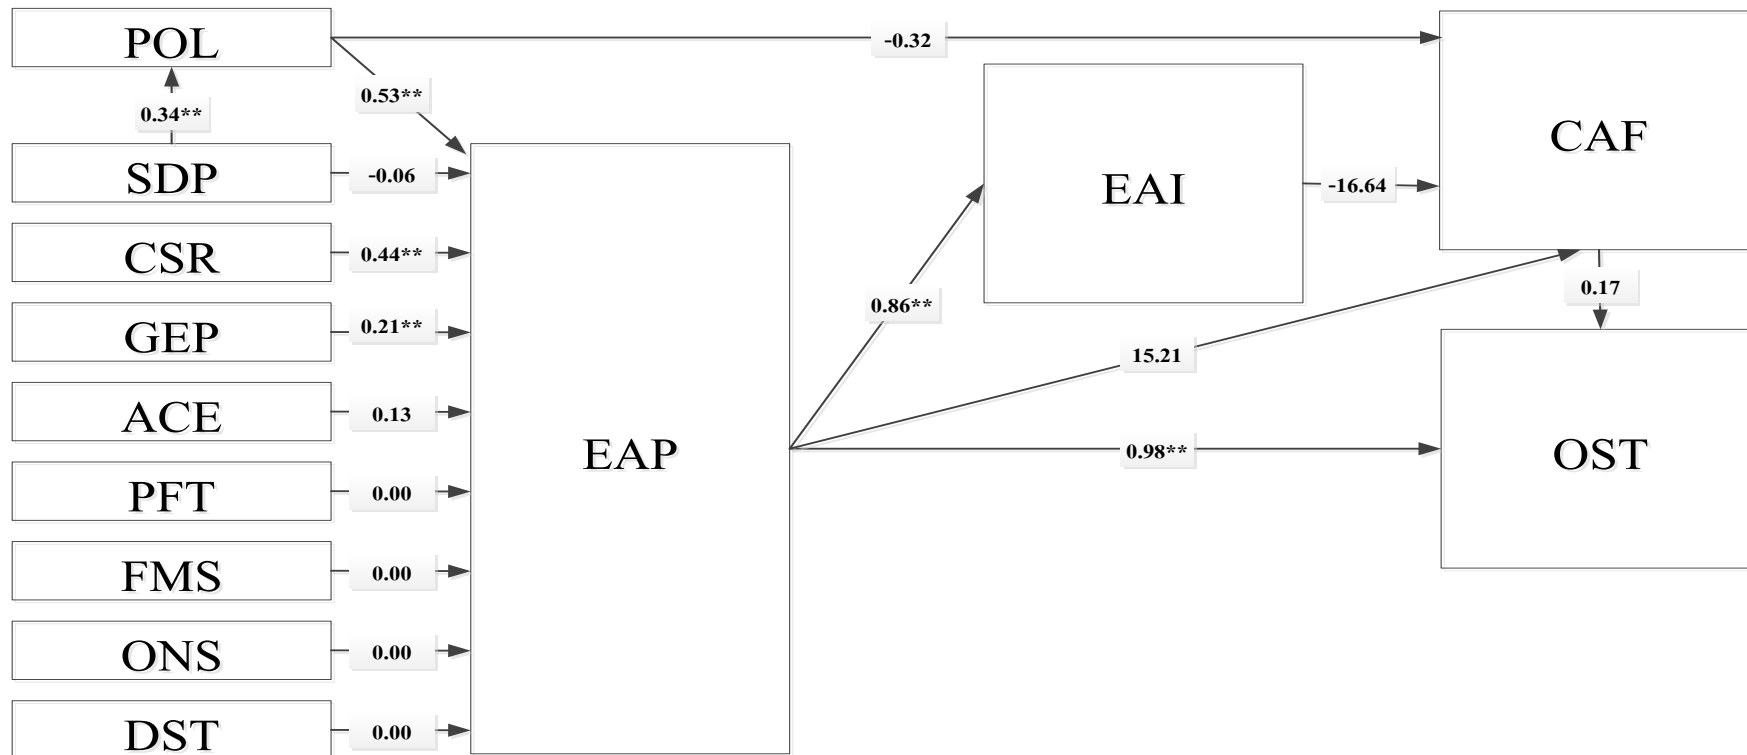 POL
-0.32
0.53**
0.34**
CAF
SDP
-0.06
EAI
-16.64
CSR
0.44**
0.17
GEP
0.21**
0.86**
15.21
ACE
0.13
EAP
0.98**
OST
PFT
0.00
FMS
0.00
ONS
0.00
DST
0.00